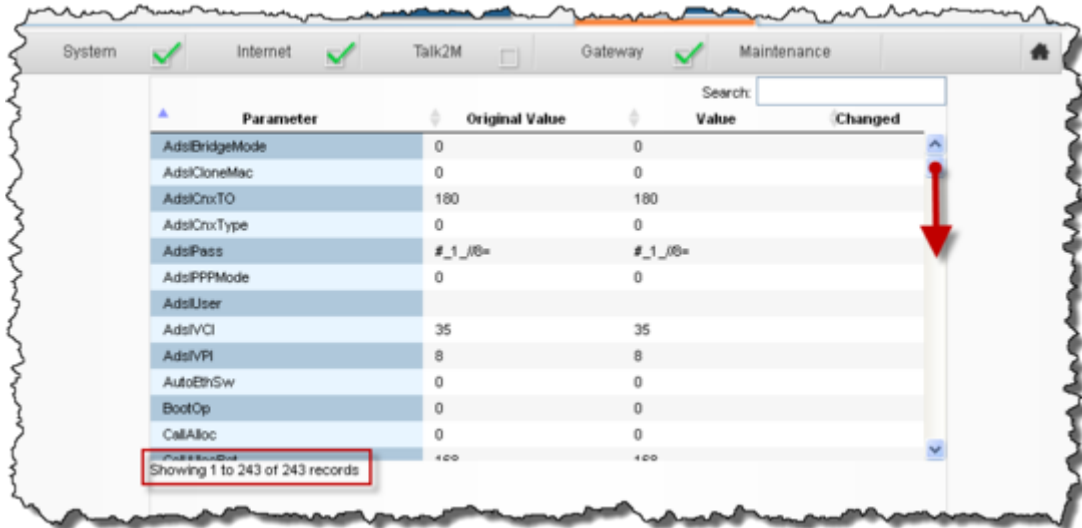 System Internet Talk2M Gateway Maintenance
Search:
Parameter Original Value Value Changed
AdslBridgeMode 0 0
AdslCloneMac 0 0
AdslCnxTO 180 180
AdslCnxType 0 0
AdslPass #_1_//8= #_1_//8=
AdslPPPMode 0 0
AdslUser
AdslVCI 35 35
AdslVPI 8 8
AutoEthSw 0 0
BootOp 0 0
CallAlloc 0 0
Showing 1 to 243 of 243 records